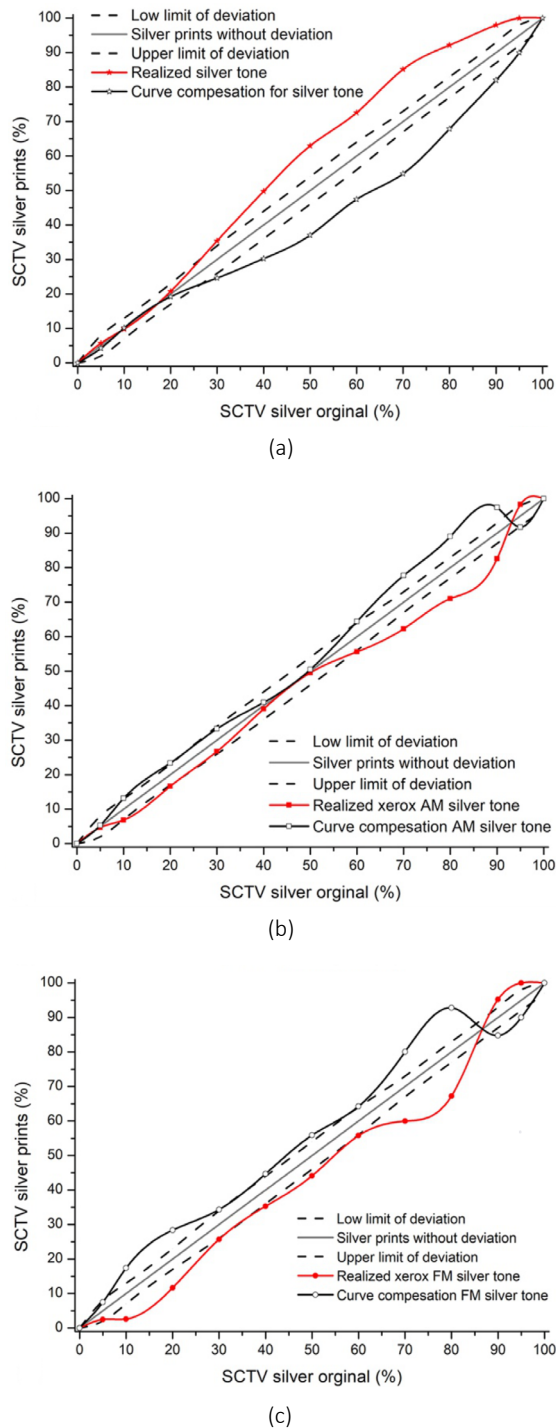 Low limit of deviation
Silver prints without deviation
Upper limit of deviation
Realized silver tone
Curve compesation for silver tone
SCTV silver prints (%)
100
90
80
70
60
50
40
30
20
10
0
0 10 20 30 40 50 60 70 80 90 100
SCTV silver orginal (%)
(a)
SCTV silver prints (%)
100
90
80
70
60
50
40
30
20
10
0
Low limit of deviation
Silver prints without deviation
Upper limit of deviation
Realized xerox AM silver tone
Curve compesation AM silver tone
0 10 20 30 40 50 60 70 80 90 100
SCTV silver orginal (%)
(b)
SCTV silver prints (%)
100
90
80
70
60
50
40
30
20
10
0
Low limit of deviation
Silver prints without deviation
Upper limit of deviation
Realized xerox FM silver tone
Curve compesation FM silver tone
0 10 20 30 40 50 60 70 80 90 100
SCTV silver orginal (%)
(c)